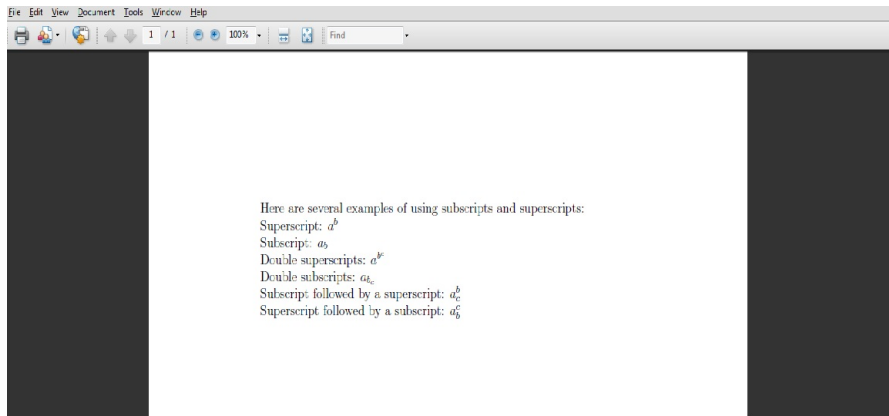 File Edit View Document Tools Window Help
1 / 1 100% Find
Here are several examples of using subscripts and superscripts:
Superscript: a^b
Subscript: a_b
Double superscripts: a^{b^c}
Double subscripts: a_{b_c}
Subscript followed by a superscript: a_c^b
Superscript followed by a subscript: a_b^c